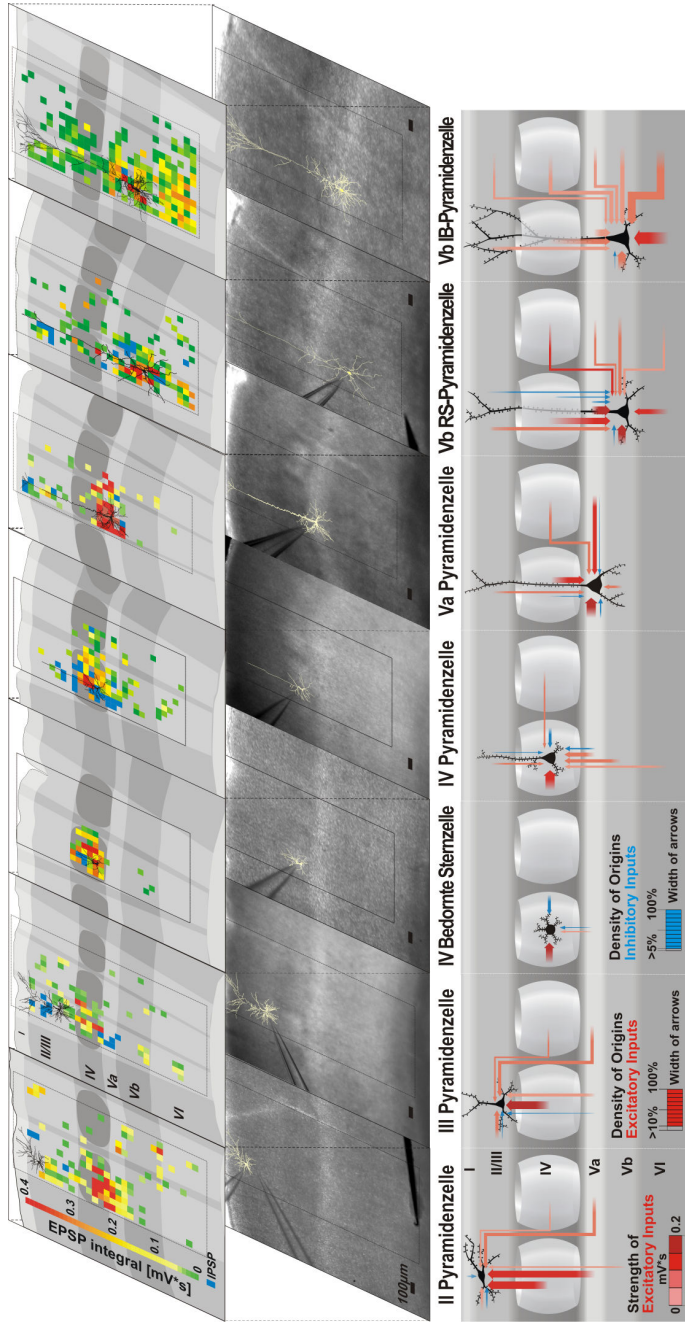 0.4
0.3
0.2
0.1
0
EPSP integral [mV*s]
IPSP
I
II/III
IV
Va
Vb
VI
100µm
II Pyramidenzelle
III Pyramidenzelle
IV Bedornte Sternzelle
IV Pyramidenzelle
Va Pyramidenzelle
Vb RS-Pyramidenzelle
Vb IB-Pyramidenzelle
I
II/III
IV
Va
Vb
VI
Strength of
Excitatory Inputs
mV*s
0 0.2
Density of Origins
Excitatory Inputs
>10% 100%
Width of arrows
Density of Origins
Inhibitory Inputs
>5% 100%
Width of arrows